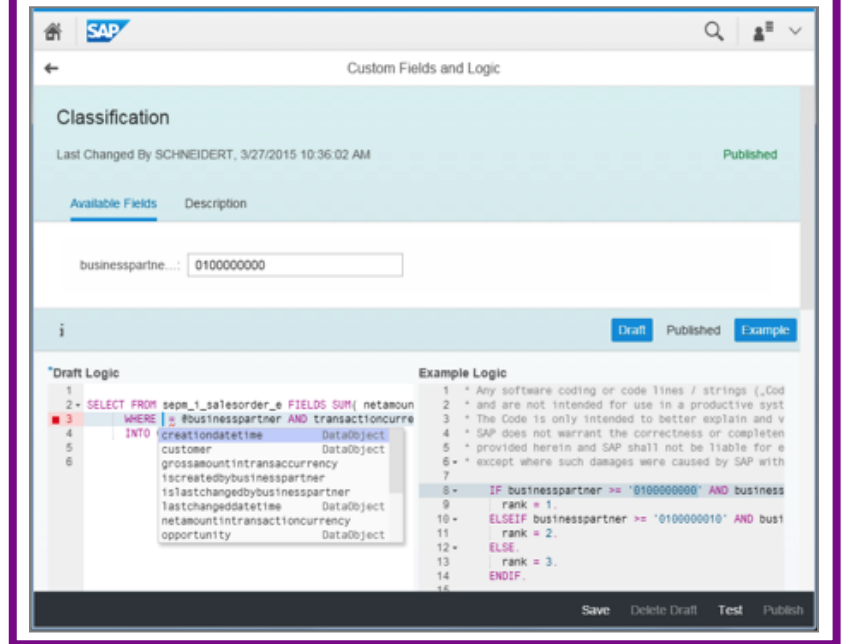 SAP
Custom Fields and Logic
Classification
Last Changed By SCHNEIDERT, 3/27/2015 10:36:02 AM
Published
Available Fields Description
businesspartne...: 0100000000
i
Draft Published Example
*Draft Logic
1
2 SELECT FROM sepm_i_salesorder_e FIELDS SUM( netamoun
3 WHERE = @businesspartner AND transactioncurre
4 INTO
5
6
creationdatetime DataObject
customer DataObject
grossamountintransaccurrency
iscreatedbybusinesspartner
islastchangedbybusinesspartner
lastchangeddatetime DataObject
netamountintransactioncurrency
opportunity DataObject
Example Logic
1 * Any software coding or code lines / strings („Cod
2 * and are not intended for use in a productive syst
3 * The Code is only intended to better explain and v
4 * SAP does not warrant the correctness or completen
5 * provided herein and SAP shall not be liable for e
6 * except where such damages were caused by SAP with
7
8 IF businesspartner >= '0100000000' AND business
9 rank = 1.
10 ELSEIF businesspartner >= '0100000010' AND busi
11 rank = 2.
12 ELSE.
13 rank = 3.
14 ENDIF.
15
Save Delete Draft Test Publish